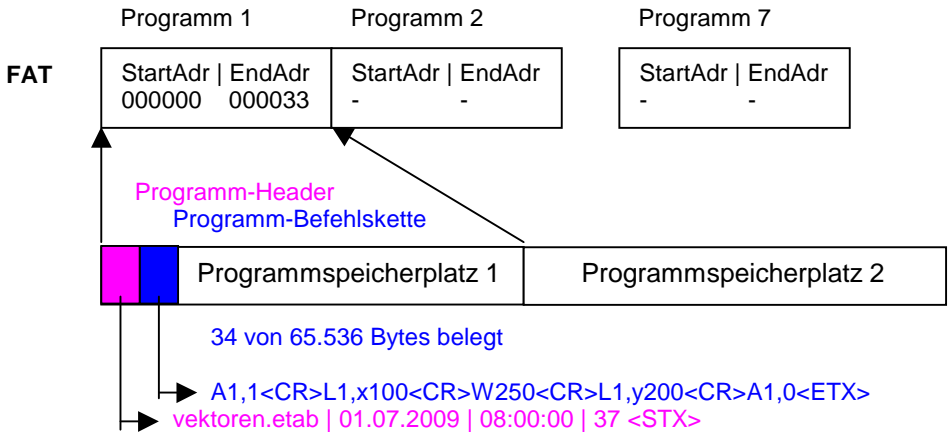 Programm 1 Programm 2 Programm 7
FAT StartAdr | EndAdr StartAdr | EndAdr StartAdr | EndAdr
000000 000033 - - - -
Programm-Header
Programm-Befehlskette
Programmspeicherplatz 1 Programmspeicherplatz 2
34 von 65.536 Bytes belegt
A1,1<CR>L1,x100<CR>W250<CR>L1,y200<CR>A1,0<ETX>
vektoren.etab | 01.07.2009 | 08:00:00 | 37 <STX>